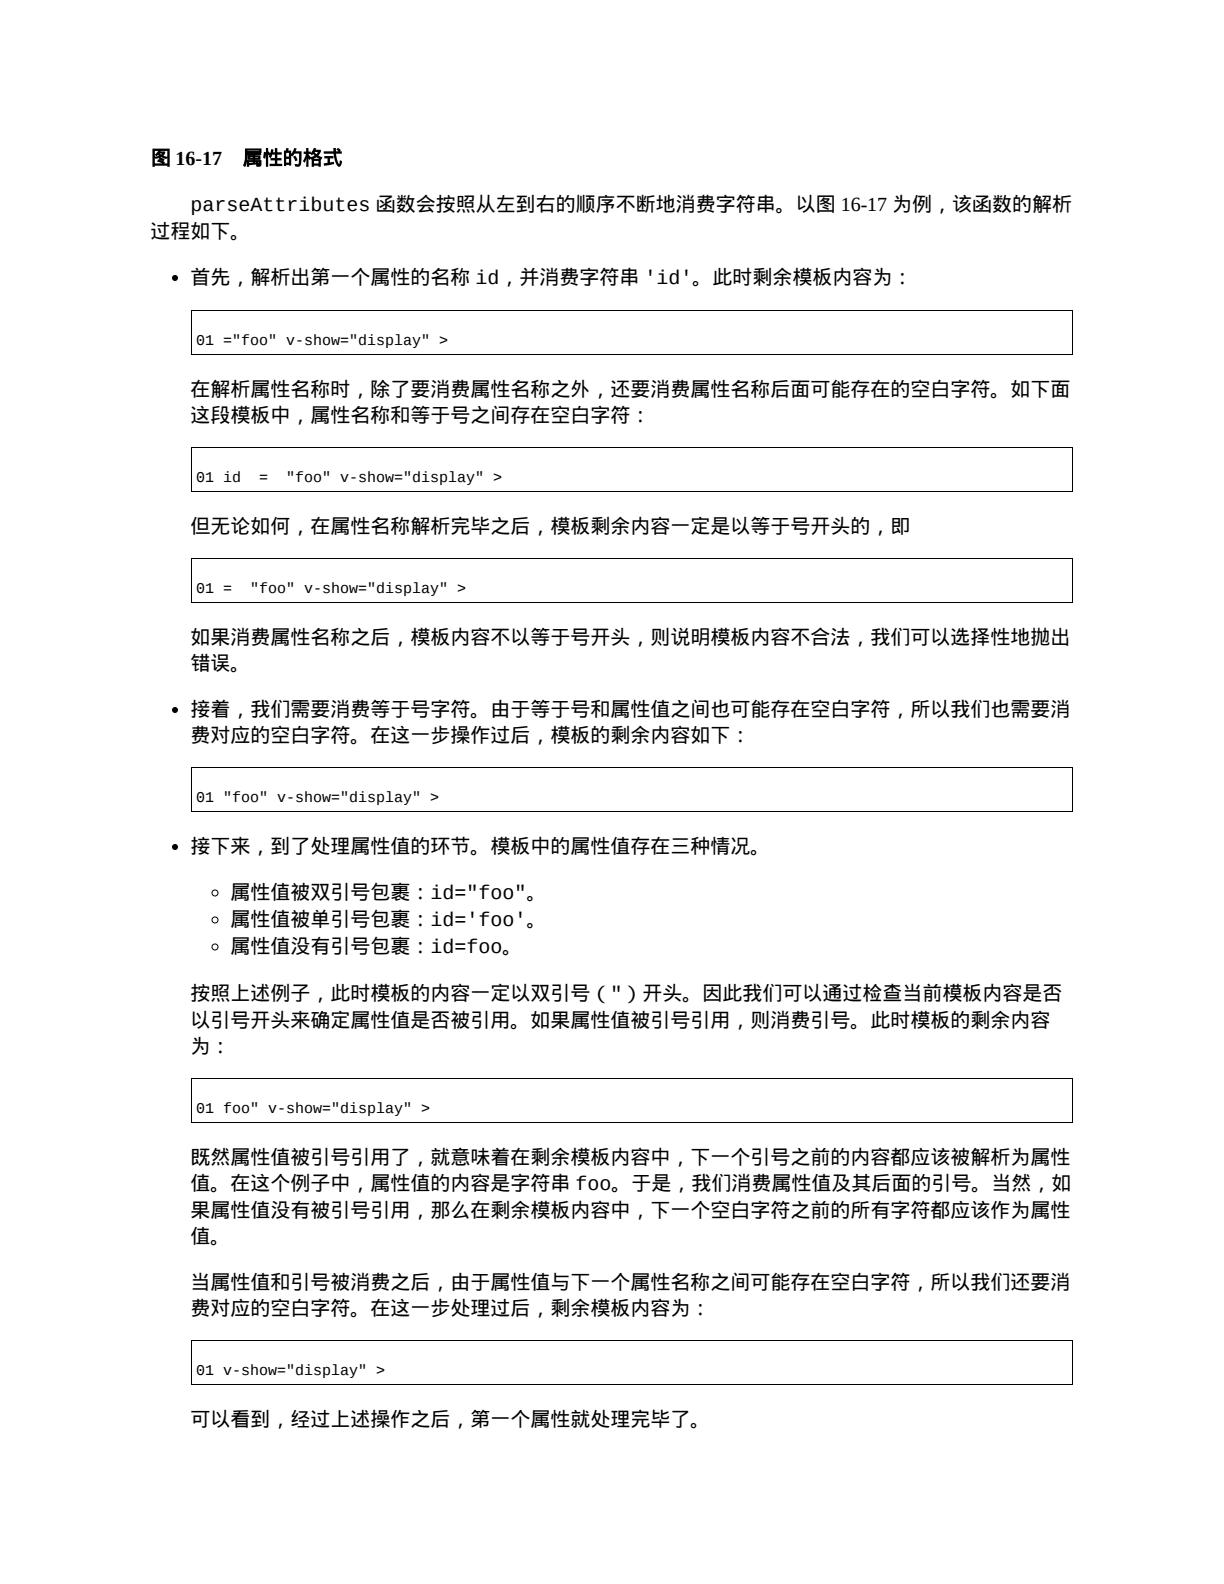 图 16-17　属性的格式
parseAttributes 函数会按照从左到右的顺序不断地消费字符串。以图 16-17 为例，该函数的解析
过程如下。
• 首先，解析出第一个属性的名称 id，并消费字符串 'id'。此时剩余模板内容为：
01 ="foo" v-show="display" >
在解析属性名称时，除了要消费属性名称之外，还要消费属性名称后面可能存在的空白字符。如下面
这段模板中，属性名称和等于号之间存在空白字符：
01 id  =  "foo" v-show="display" >
但无论如何，在属性名称解析完毕之后，模板剩余内容一定是以等于号开头的，即
01 =  "foo" v-show="display" >
如果消费属性名称之后，模板内容不以等于号开头，则说明模板内容不合法，我们可以选择性地抛出
错误。
• 接着，我们需要消费等于号字符。由于等于号和属性值之间也可能存在空白字符，所以我们也需要消
费对应的空白字符。在这一步操作过后，模板的剩余内容如下：
01 "foo" v-show="display" >
• 接下来，到了处理属性值的环节。模板中的属性值存在三种情况。
◦ 属性值被双引号包裹：id="foo"。
◦ 属性值被单引号包裹：id='foo'。
◦ 属性值没有引号包裹：id=foo。
按照上述例子，此时模板的内容一定以双引号（"）开头。因此我们可以通过检查当前模板内容是否
以引号开头来确定属性值是否被引用。如果属性值被引号引用，则消费引号。此时模板的剩余内容
为：
01 foo" v-show="display" >
既然属性值被引号引用了，就意味着在剩余模板内容中，下一个引号之前的内容都应该被解析为属性
值。在这个例子中，属性值的内容是字符串 foo。于是，我们消费属性值及其后面的引号。当然，如
果属性值没有被引号引用，那么在剩余模板内容中，下一个空白字符之前的所有字符都应该作为属性
值。
当属性值和引号被消费之后，由于属性值与下一个属性名称之间可能存在空白字符，所以我们还要消
费对应的空白字符。在这一步处理过后，剩余模板内容为：
01 v-show="display" >
可以看到，经过上述操作之后，第一个属性就处理完毕了。